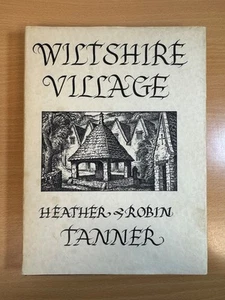 WILTSHIRE
VILLAGE
HEATHER & ROBIN
TANNER